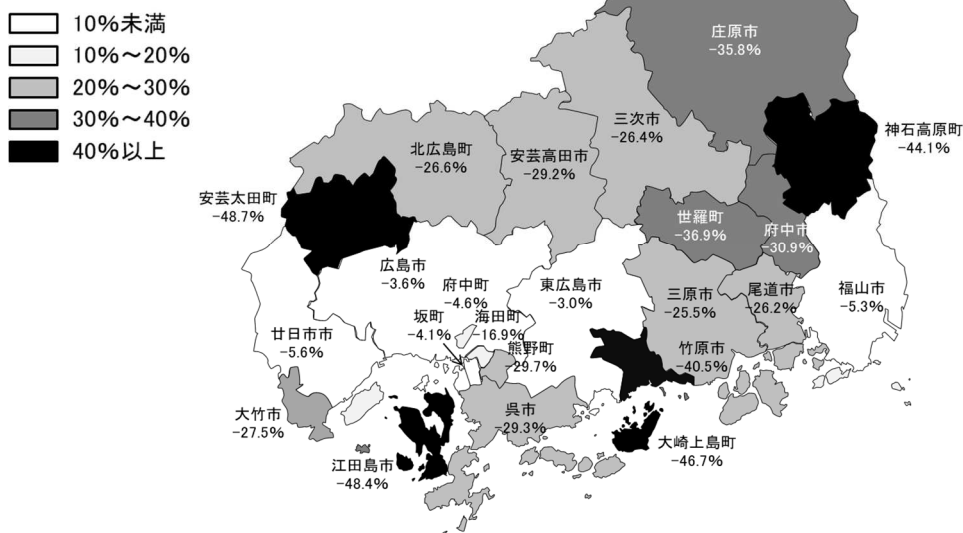 10%未満
10%～20%
20%～30%
30%～40%
40%以上
庄原市
-35.8%
三次市
-26.4%
神石高原町
-44.1%
北広島町
-26.6%
安芸高田市
-29.2%
安芸太田町
-48.7%
世羅町
-36.9%
府中市
-30.9%
広島市
-3.6%
府中町
-4.6%
東広島市
-3.0%
三原市
-25.5%
尾道市
-26.2%
福山市
-5.3%
坂町
-4.1%
海田町
-16.9%
廿日市市
-5.6%
熊野町
-29.7%
竹原市
-40.5%
大竹市
-27.5%
呉市
-29.3%
大崎上島町
-46.7%
江田島市
-48.4%